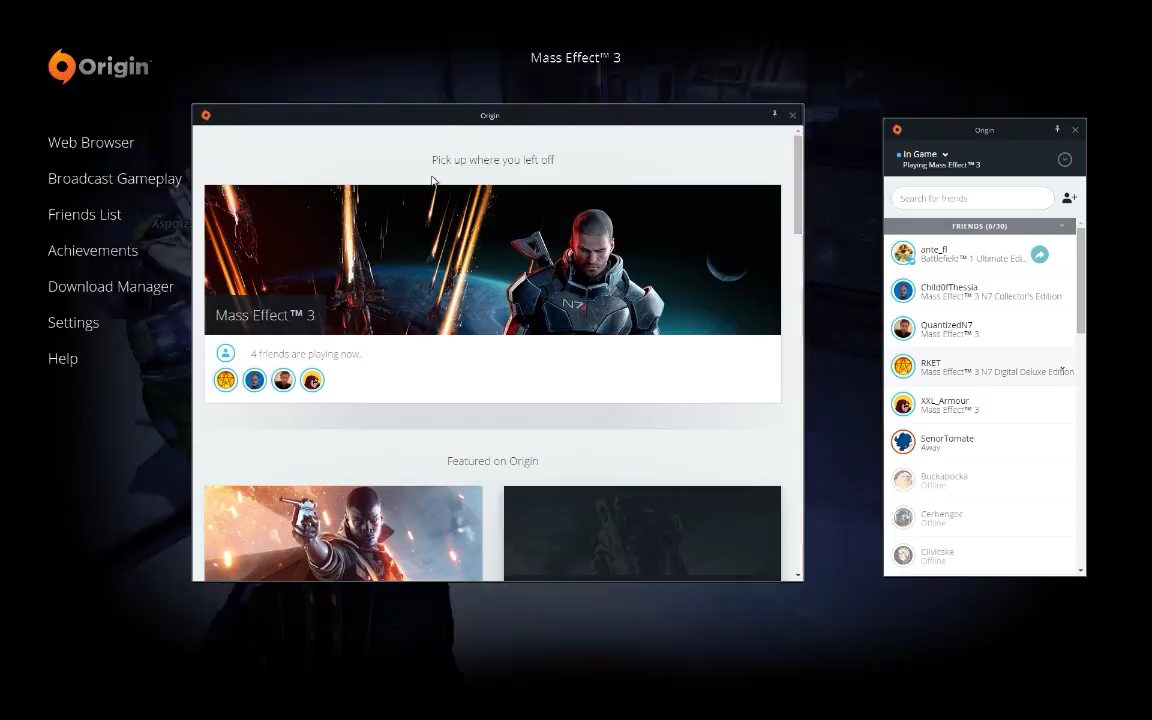 Origin
Mass Effect™ 3
Web Browser
Broadcast Gameplay
Friends List
Achievements
Download Manager
Settings
Help
Origin
Pick up where you left off
N7
Mass Effect™ 3
4 friends are playing now.
Featured on Origin
Origin
In Game
Playing Mass Effect™ 3
Search for friends
FRIENDS (6/30)
ante_fl
Battlefield™ 1 Ultimate Edi...
Child0fThessia
Mass Effect™ 3 N7 Collector's Edition
QuantizedN7
Mass Effect™ 3
RKET
Mass Effect™ 3 N7 Digital Deluxe Edition
XXL_Armour
Mass Effect™ 3
SenorTomate
Away
Buckapocka
Offline
Cerbengoc
Offline
Cilvicske
Offline